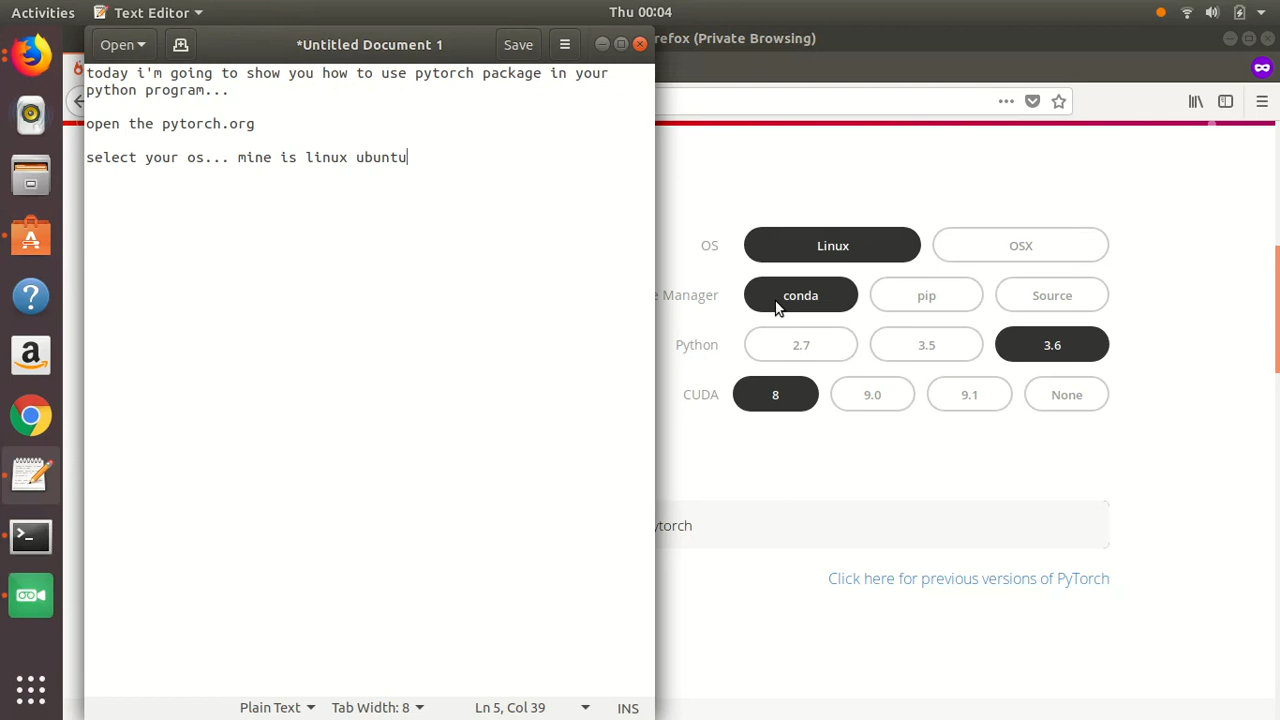 Activities
Text Editor
Thu 00:04
Open
*Untitled Document 1
Save
refox (Private Browsing)
today i'm going to show you how to use pytorch package in your
python program...
open the pytorch.org
select your os... mine is linux ubuntu
OS
Linux
OSX
e Manager
conda
pip
Source
Python
2.7
3.5
3.6
CUDA
8
9.0
9.1
None
ytorch
Click here for previous versions of PyTorch
Plain Text
Tab Width: 8
Ln 5, Col 39
INS